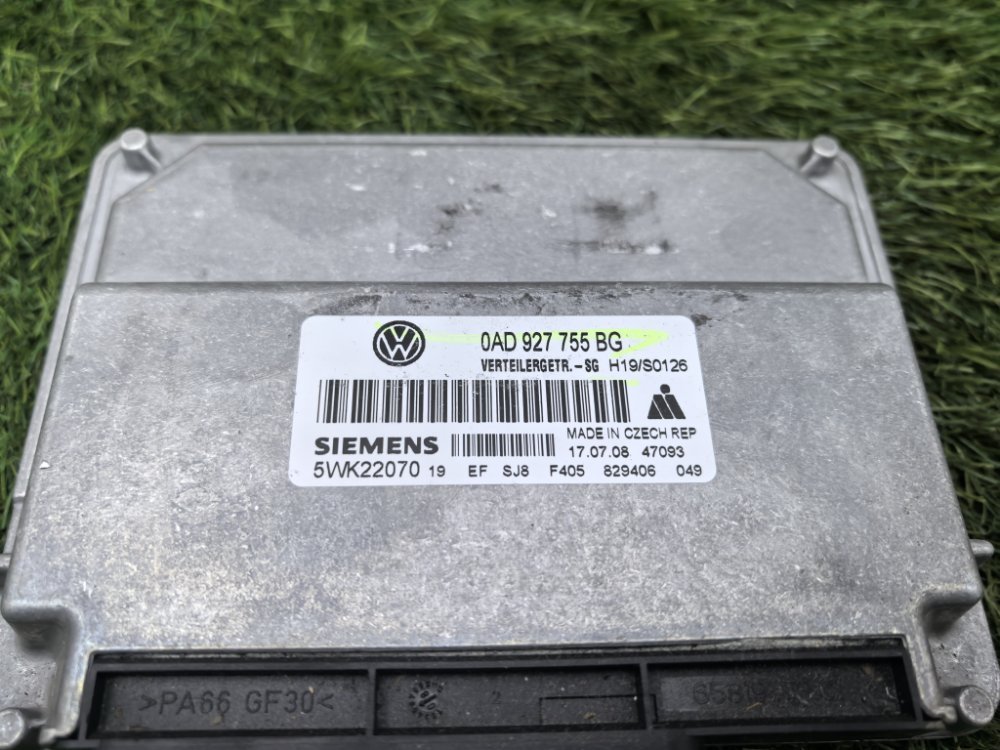 0AD 927 755 BG
VERTEILERGETR.-SG H19/S0126
SIEMENS MADE IN CZECH REP
17.07.08 47093
5WK22070 19 EF SJ8 F405 829406 049
>PA66 GF30< 2